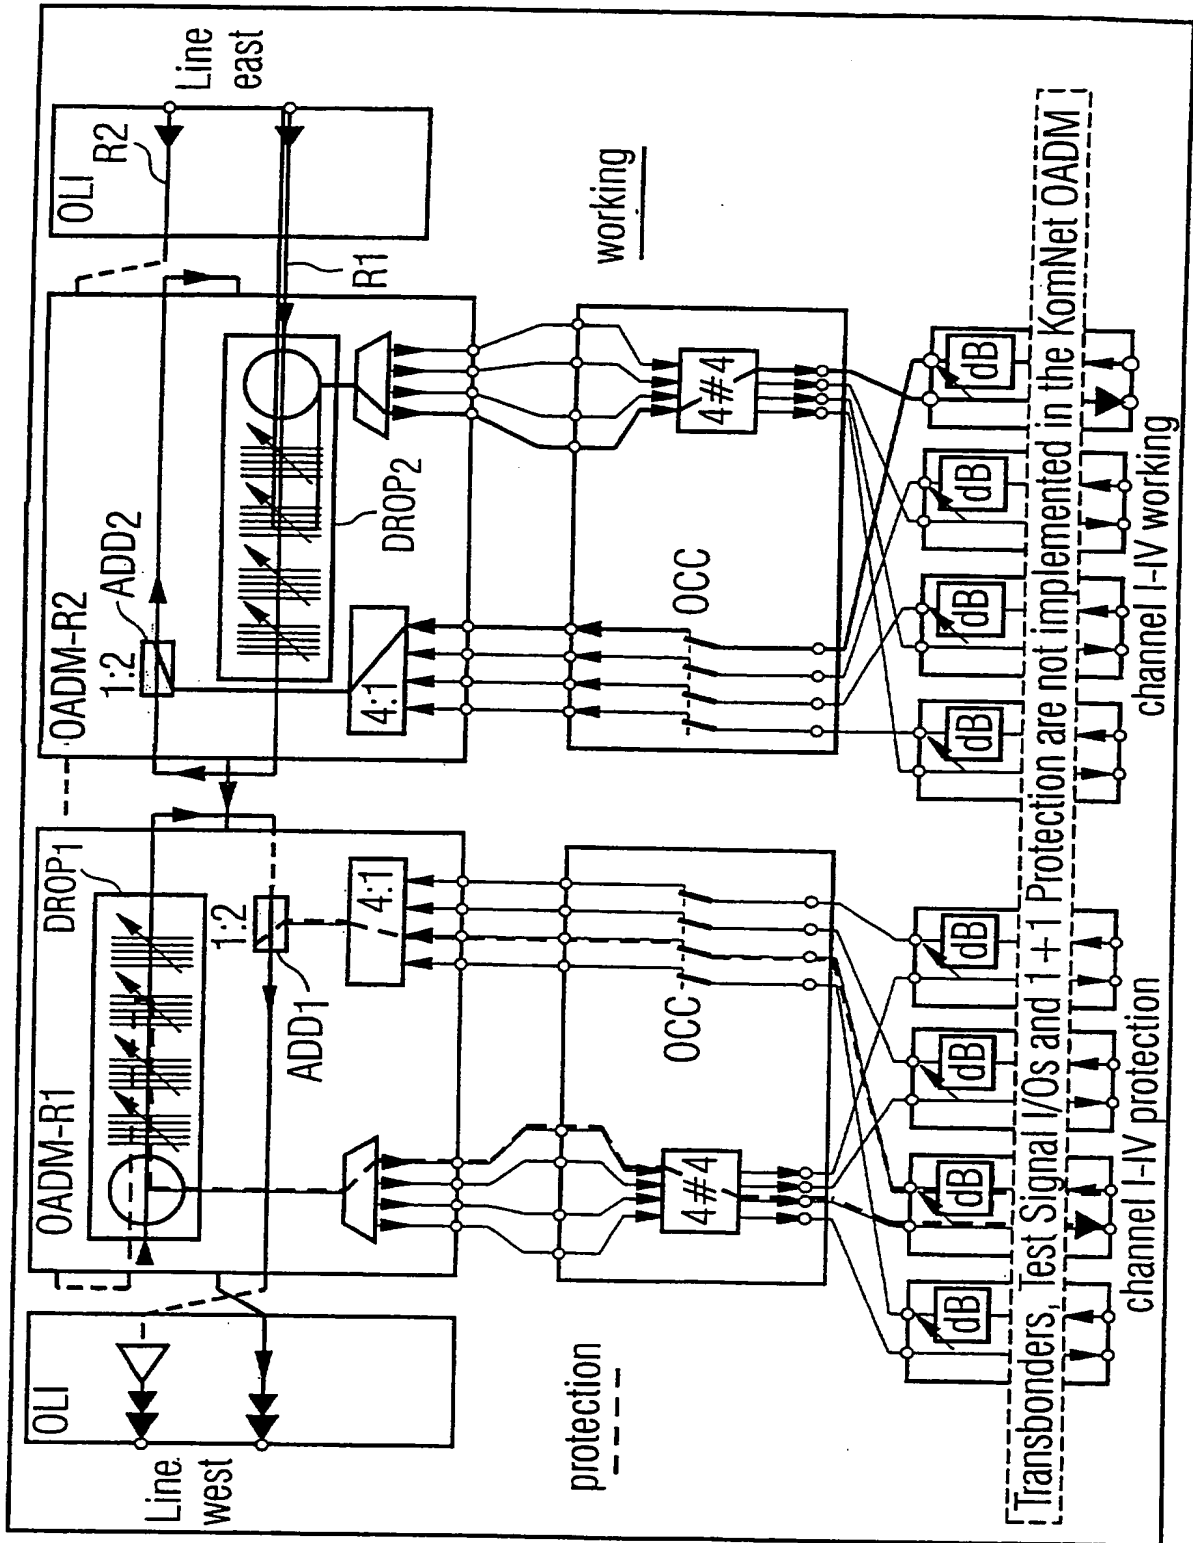 OLI
Line
west
OADM-R1
DROP1
1:2
ADD1
4:1
OADM-R2
1:2
ADD2
DROP2
4:1
OLI
R2
R1
Line
east
protection
OCC
4#4
OCC
4#4
working
dB
dB
dB
dB
dB
dB
dB
dB
Transbonders, Test Signal I/Os and 1+1 Protection are not implemented in the KomNet OADM
channel I-IV protection
channel I-IV working